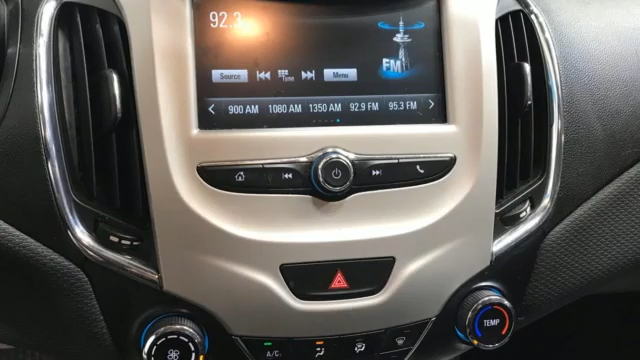 92.3
Source Tune Menu
FM
900 AM 1080 AM 1350 AM 92.9 FM 95.3 FM
TEMP
A/C